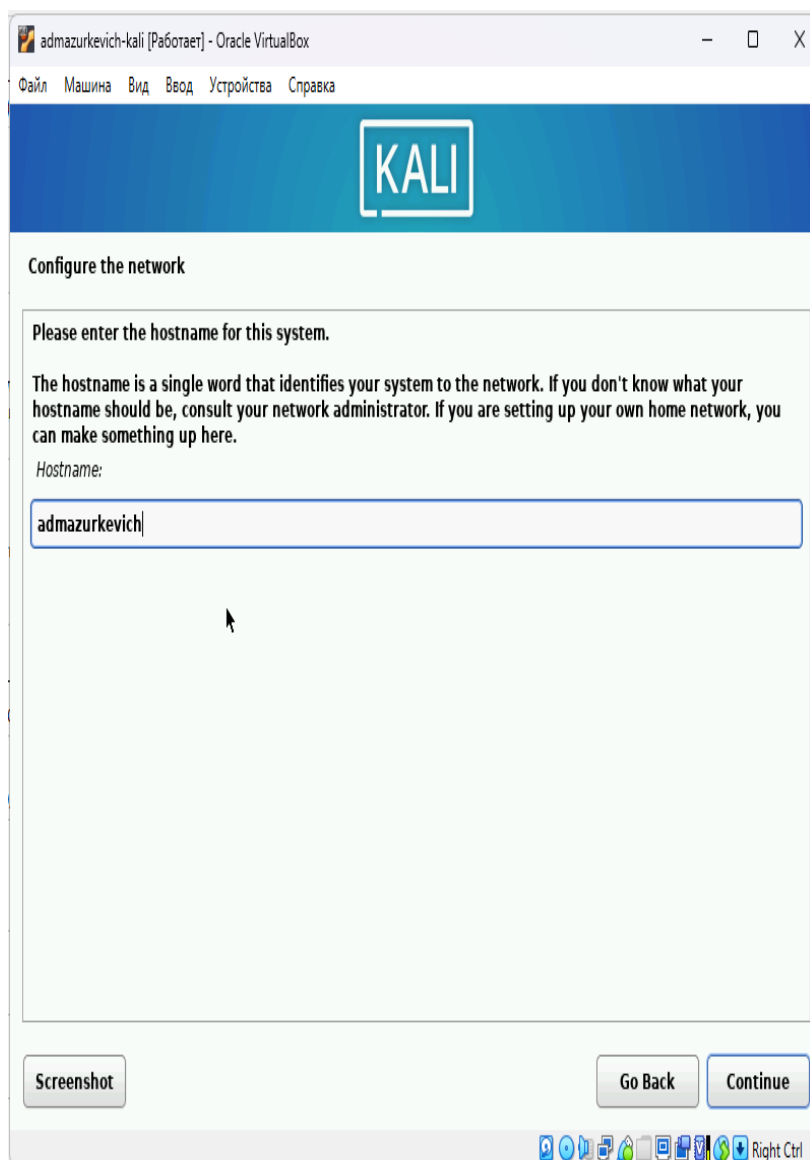 admazurkevich-kali [Работает] - Oracle VirtualBox
Файл Машина Вид Ввод Устройства Справка
KALI
Configure the network
Please enter the hostname for this system.
The hostname is a single word that identifies your system to the network. If you don't know what your
hostname should be, consult your network administrator. If you are setting up your own home network, you
can make something up here.
Hostname:
admazurkevich
Screenshot Go Back Continue
Right Ctrl